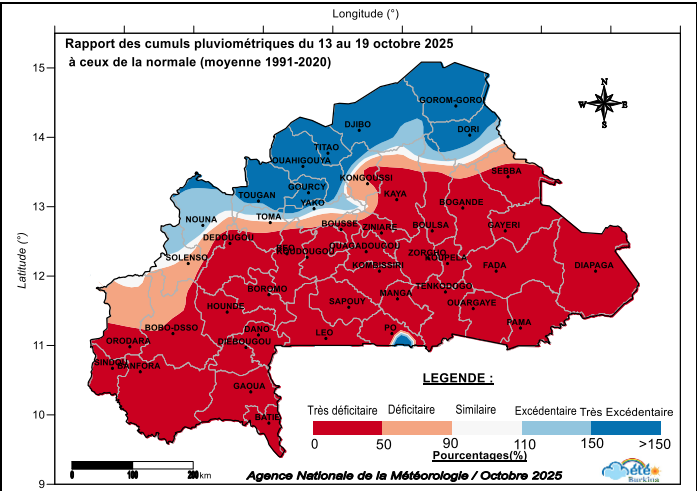 Longitude (°)
Rapport des cumuls pluviométriques du 13 au 19 octobre 2025
à ceux de la normale (moyenne 1991-2020)
15
14
13
12
11
10
9
Latitude (°)
N
W E
S
GOROM-GORO
DJIBO
DORI
TITAO
OUAHIGOUYA
KONGOUSSI
SEBBA
GOURCY
TOUGAN
KAYA
YAKO
BOGANDE
NOUNA
TOMA
BOUSSE
ZINIARE
BOULSA
GAYERI
DEDOUGOU
OUAGADOUGOU
KOUDOUGOU
ZORGHO
KOUPELA
SOLENSO
KOMBISSIRI
FADA
DIAPAGA
BOROMO
MANGA
TENKODOGO
HOUNDE
SAPOUY
OUARGAYE
BOBO-DSSO
DANO
LEO
PO
PAMA
ORODARA
DIEBOUGOU
SINDOU
BANFORA
GAOUA
BATIE
LEGENDE :
Très déficitaire Déficitaire Similaire Excédentaire Très Excédentaire
0 50 90 110 150 >150
Pourcentages(%)
0 100 200 km
Agence Nationale de la Météorologie / Octobre 2025
météo
Burkina